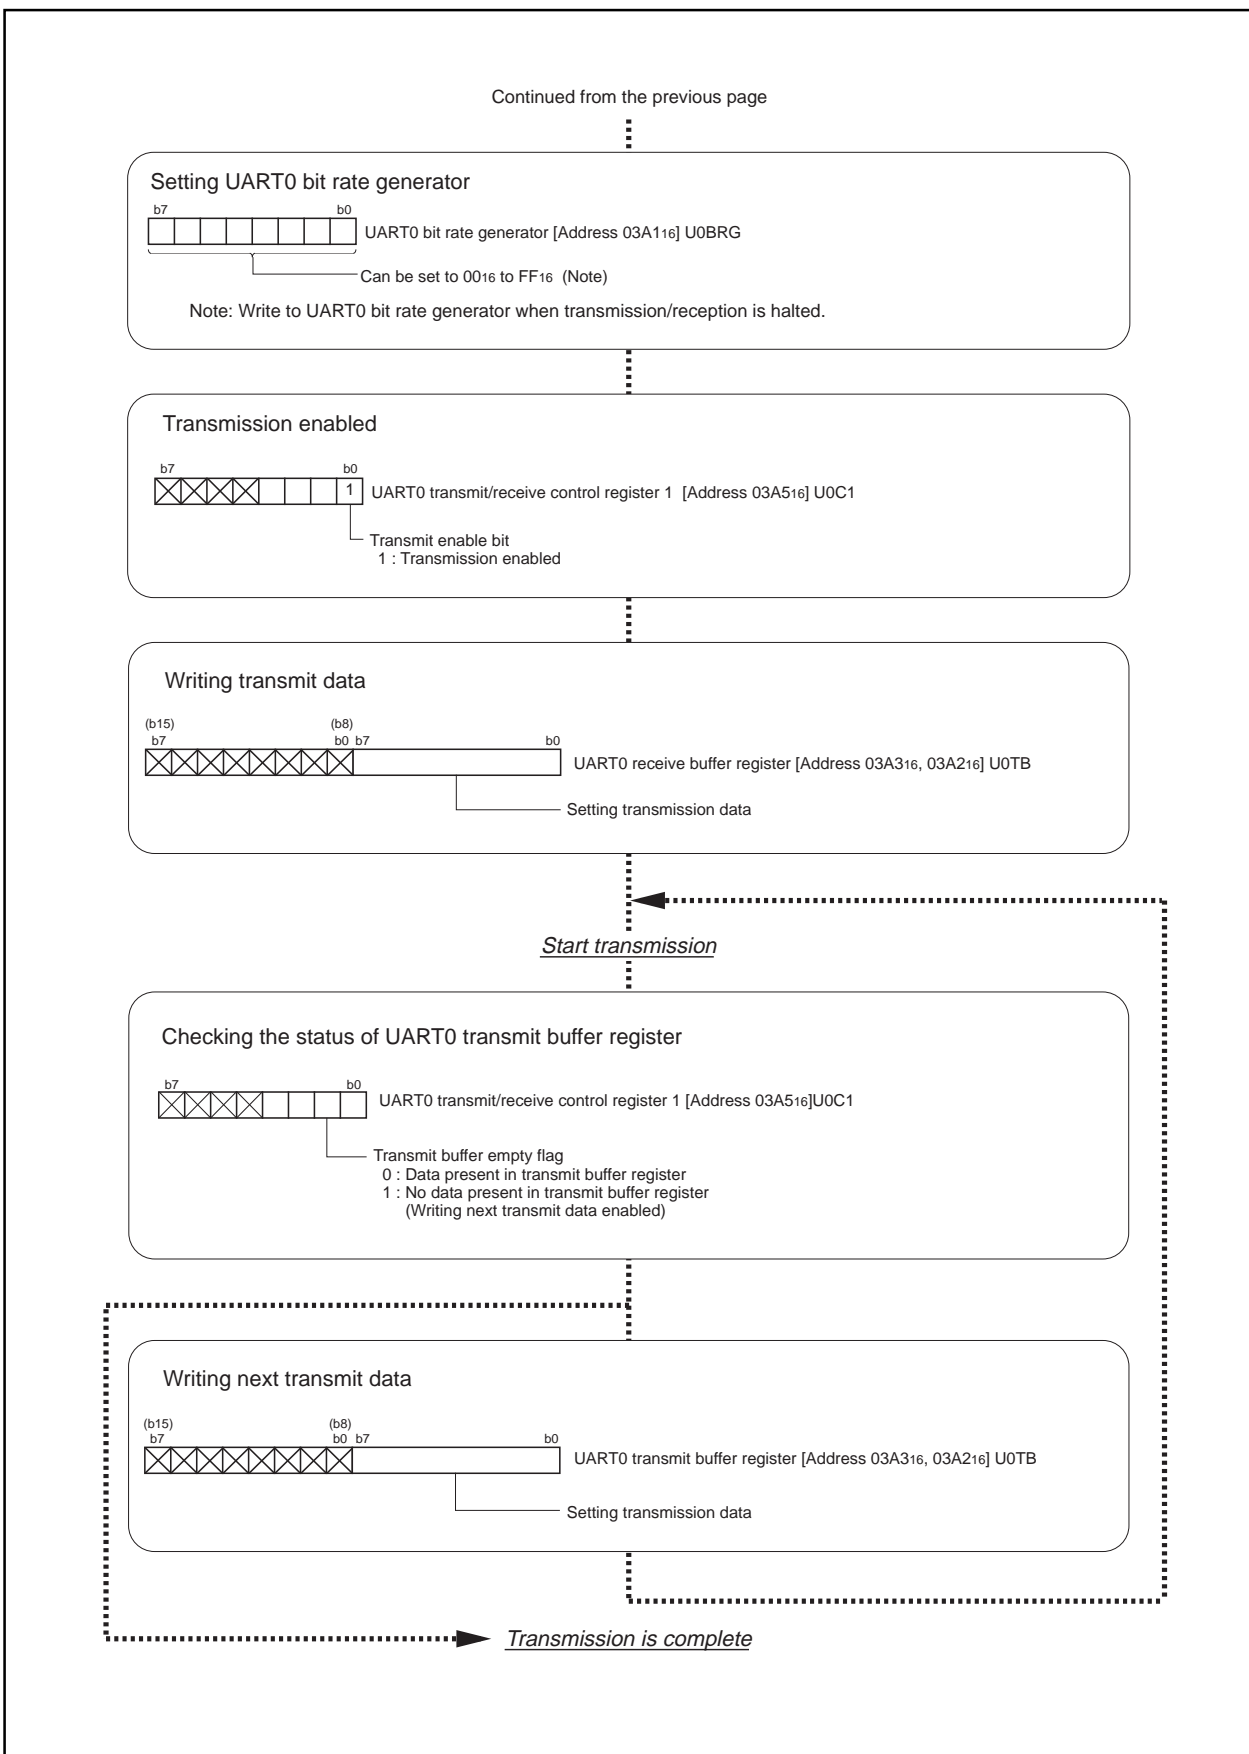 Continued from the previous page
Setting UART0 bit rate generator
b7 b0
UART0 bit rate generator [Address 03A116] U0BRG
Can be set to 0016 to FF16 (Note)
Note: Write to UART0 bit rate generator when transmission/reception is halted.
Transmission enabled
b7 b0
1 UART0 transmit/receive control register 1 [Address 03A516] U0C1
Transmit enable bit
1 : Transmission enabled
Writing transmit data
(b15) (b8)
b7 b0 b7 b0
UART0 receive buffer register [Address 03A316, 03A216] U0TB
Setting transmission data
Start transmission
Checking the status of UART0 transmit buffer register
b7 b0
UART0 transmit/receive control register 1 [Address 03A516]U0C1
Transmit buffer empty flag
0 : Data present in transmit buffer register
1 : No data present in transmit buffer register
(Writing next transmit data enabled)
Writing next transmit data
(b15) (b8)
b7 b0 b7 b0
UART0 transmit buffer register [Address 03A316, 03A216] U0TB
Setting transmission data
Transmission is complete